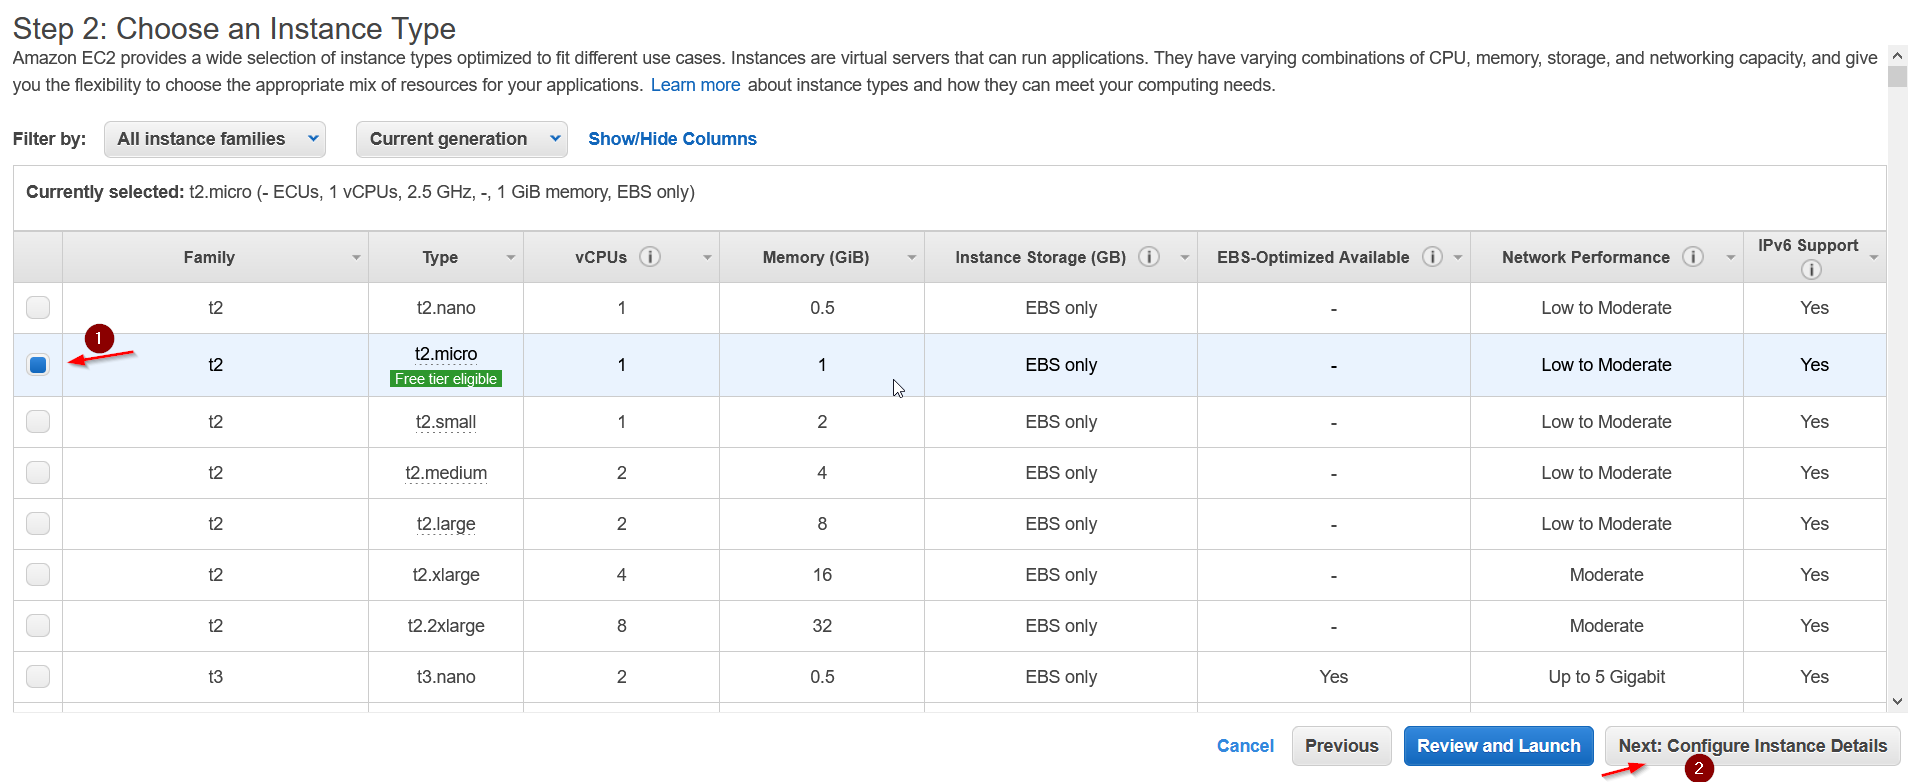 Step 2: Choose an Instance Type
Amazon EC2 provides a wide selection of instance types optimized to fit different use cases. Instances are virtual servers that can run applications. They have varying combinations of CPU, memory, storage, and networking capacity, and give
you the flexibility to choose the appropriate mix of resources for your applications. Learn more about instance types and how they can meet your computing needs.
Filter by: All instance families Current generation Show/Hide Columns
Currently selected: t2.micro (- ECUs, 1 vCPUs, 2.5 GHz, -, 1 GiB memory, EBS only)
Family Type vCPUs i Memory (GiB) Instance Storage (GB) i EBS-Optimized Available i Network Performance i IPv6 Support i
t2 t2.nano 1 0.5 EBS only - Low to Moderate Yes
1
t2 t2.micro 1 1 EBS only - Low to Moderate Yes
Free tier eligible
t2 t2.small 1 2 EBS only - Low to Moderate Yes
t2 t2.medium 2 4 EBS only - Low to Moderate Yes
t2 t2.large 2 8 EBS only - Low to Moderate Yes
t2 t2.xlarge 4 16 EBS only - Moderate Yes
t2 t2.2xlarge 8 32 EBS only - Moderate Yes
t3 t3.nano 2 0.5 EBS only Yes Up to 5 Gigabit Yes
Cancel Previous Review and Launch Next: Configure Instance Details
2